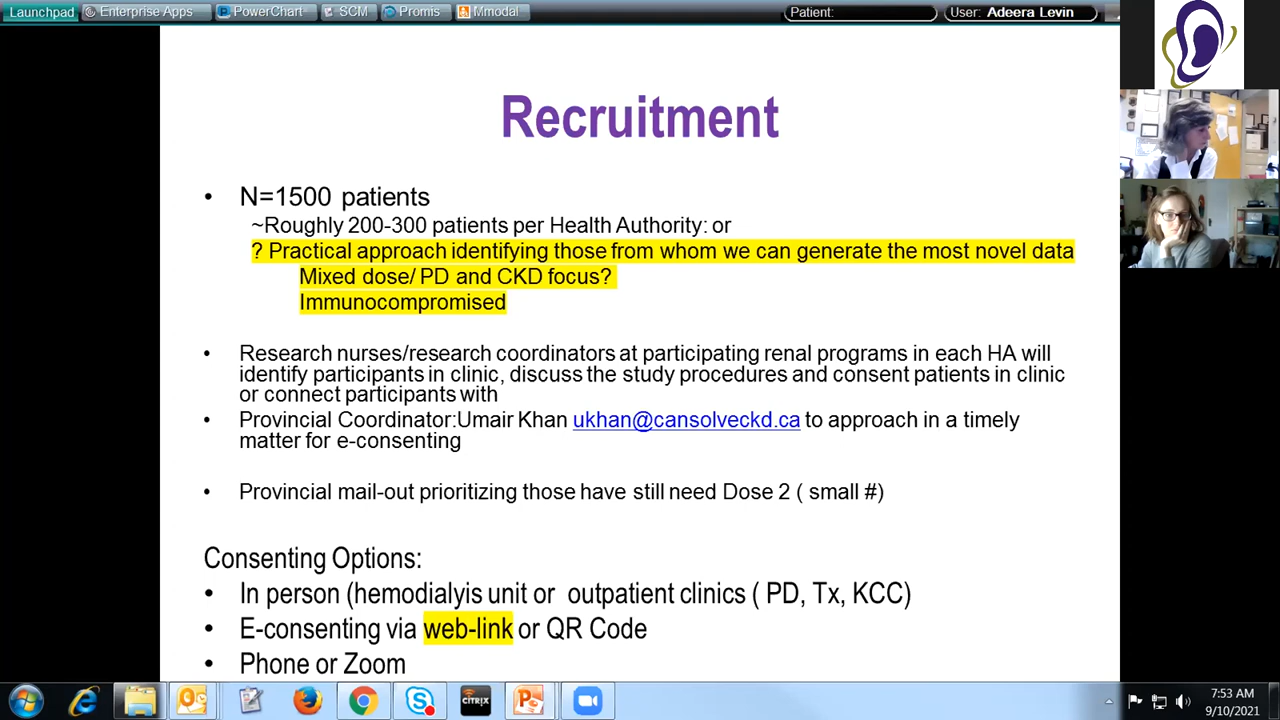 Launchpad Enterprise Apps PowerChart SCM Promis Mmodal Patient: User: Adeera Levin
Recruitment
• N=1500 patients
~Roughly 200-300 patients per Health Authority: or
? Practical approach identifying those from whom we can generate the most novel data
Mixed dose/ PD and CKD focus?
Immunocompromised
• Research nurses/research coordinators at participating renal programs in each HA will
identify participants in clinic, discuss the study procedures and consent patients in clinic
or connect participants with
• Provincial Coordinator:Umair Khan ukhan@cansolveckd.ca to approach in a timely
matter for e-consenting
• Provincial mail-out prioritizing those have still need Dose 2 ( small #)
Consenting Options:
• In person (hemodialyis unit or outpatient clinics ( PD, Tx, KCC)
• E-consenting via web-link or QR Code
• Phone or Zoom
CITRIX
7:53 AM
9/10/2021